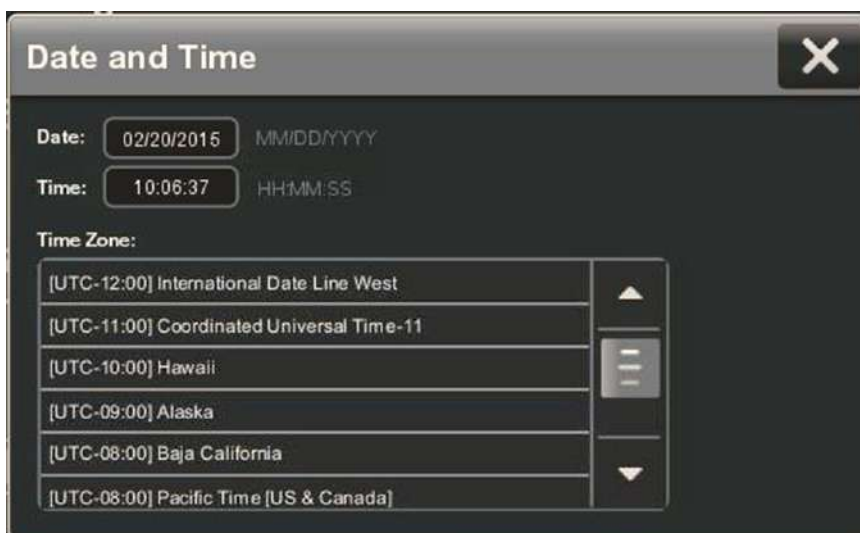 Date and Time
Date: 02/20/2015 MM/DD/YYYY
Time: 10:06:37 HH:MM:SS
Time Zone:
[UTC-12:00] International Date Line West
[UTC-11:00] Coordinated Universal Time-11
[UTC-10:00] Hawaii
[UTC-09:00] Alaska
[UTC-08:00] Baja California
[UTC-08:00] Pacific Time [US & Canada]